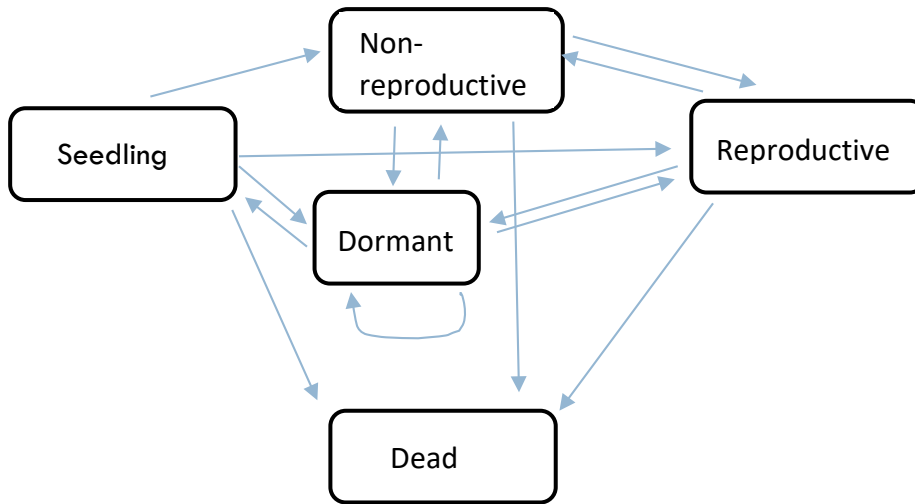 Non-
reproductive
Seedling
Reproductive
Dormant
Dead